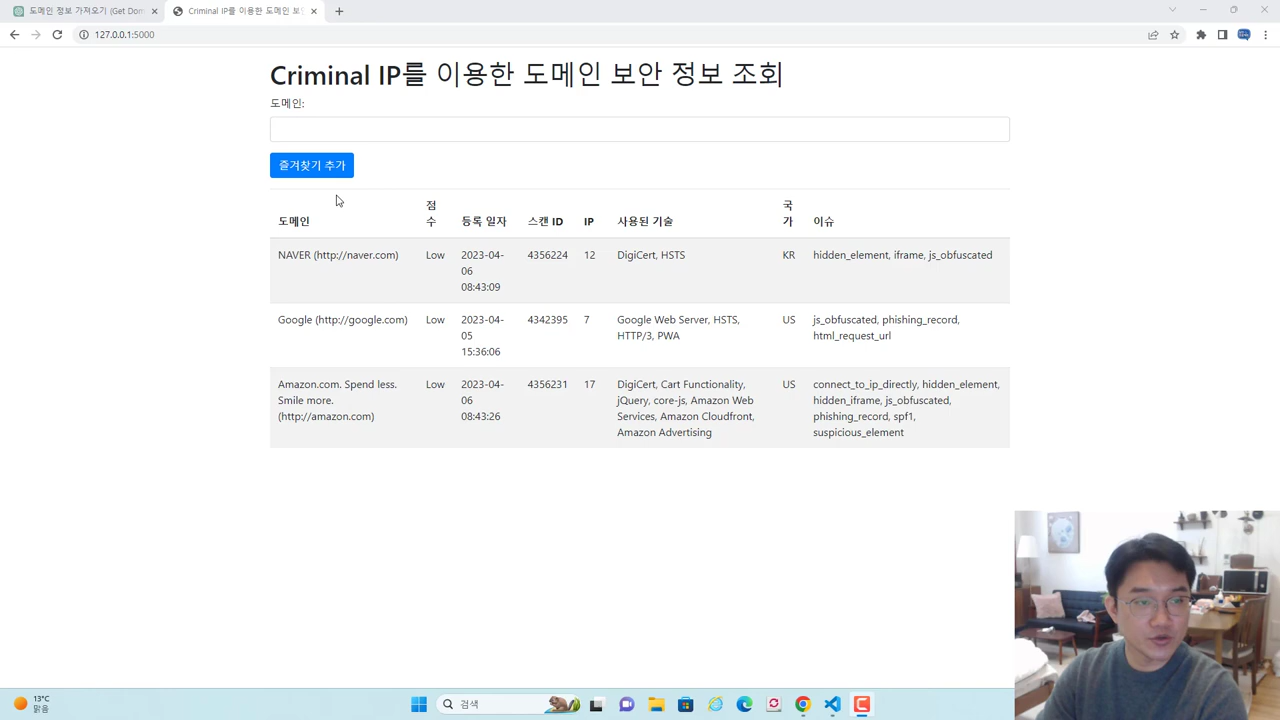 도메인 정보 가져오기 (Get Dom
Criminal IP를 이용한 도메인 보안
127.0.0.1:5000
Criminal IP를 이용한 도메인 보안 정보 조회
도메인:
즐겨찾기 추가
도메인 점수 등록 일자 스캔 ID IP 사용된 기술 국가 이슈
NAVER (http://naver.com) Low 2023-04-06 08:43:09 4356224 12 DigiCert, HSTS KR hidden_element, iframe, js_obfuscated
Google (http://google.com) Low 2023-04-05 15:36:06 4342395 7 Google Web Server, HSTS, HTTP/3, PWA US js_obfuscated, phishing_record, html_request_url
Amazon.com. Spend less. Smile more. (http://amazon.com) Low 2023-04-06 08:43:26 4356231 17 DigiCert, Cart Functionality, jQuery, core-js, Amazon Web Services, Amazon Cloudfront, Amazon Advertising US connect_to_ip_directly, hidden_element, hidden_iframe, js_obfuscated, phishing_record, spf1, suspicious_element
13°C
맑음
검색